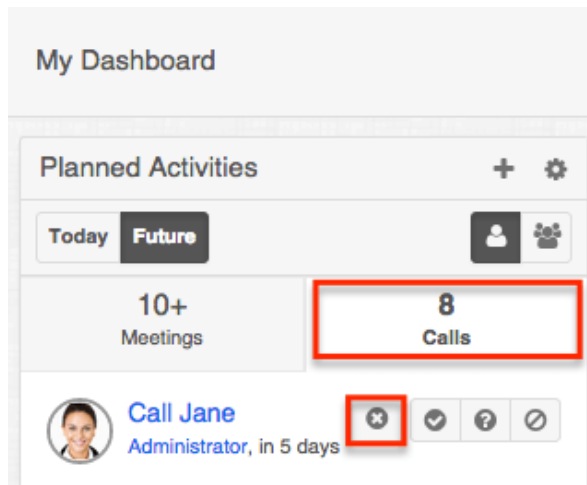 My Dashboard
Planned Activities
Today Future
10+ 8
Meetings Calls
Call Jane
Administrator, in 5 days